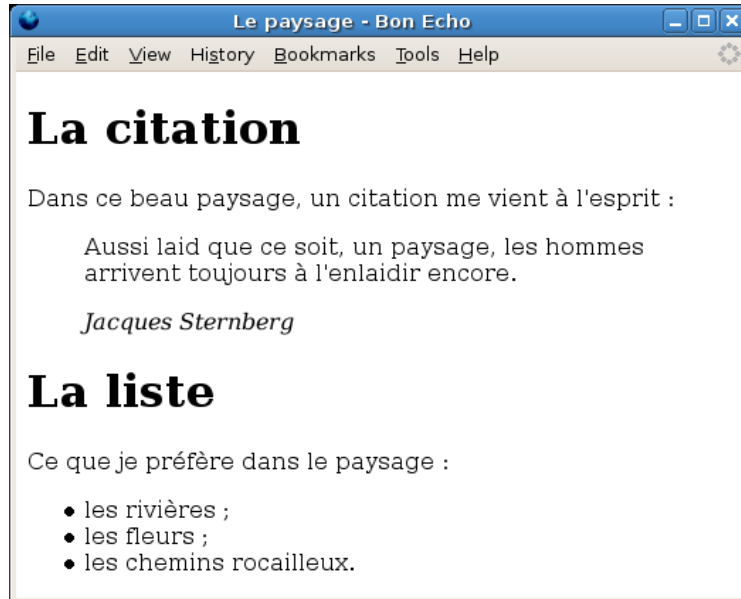 Le paysage - Bon Echo
File Edit View History Bookmarks Tools Help
La citation
Dans ce beau paysage, un citation me vient à l'esprit :
Aussi laid que ce soit, un paysage, les hommes
arrivent toujours à l'enlaidir encore.
Jacques Sternberg
La liste
Ce que je préfère dans le paysage :
• les rivières ;
• les fleurs ;
• les chemins rocailleux.